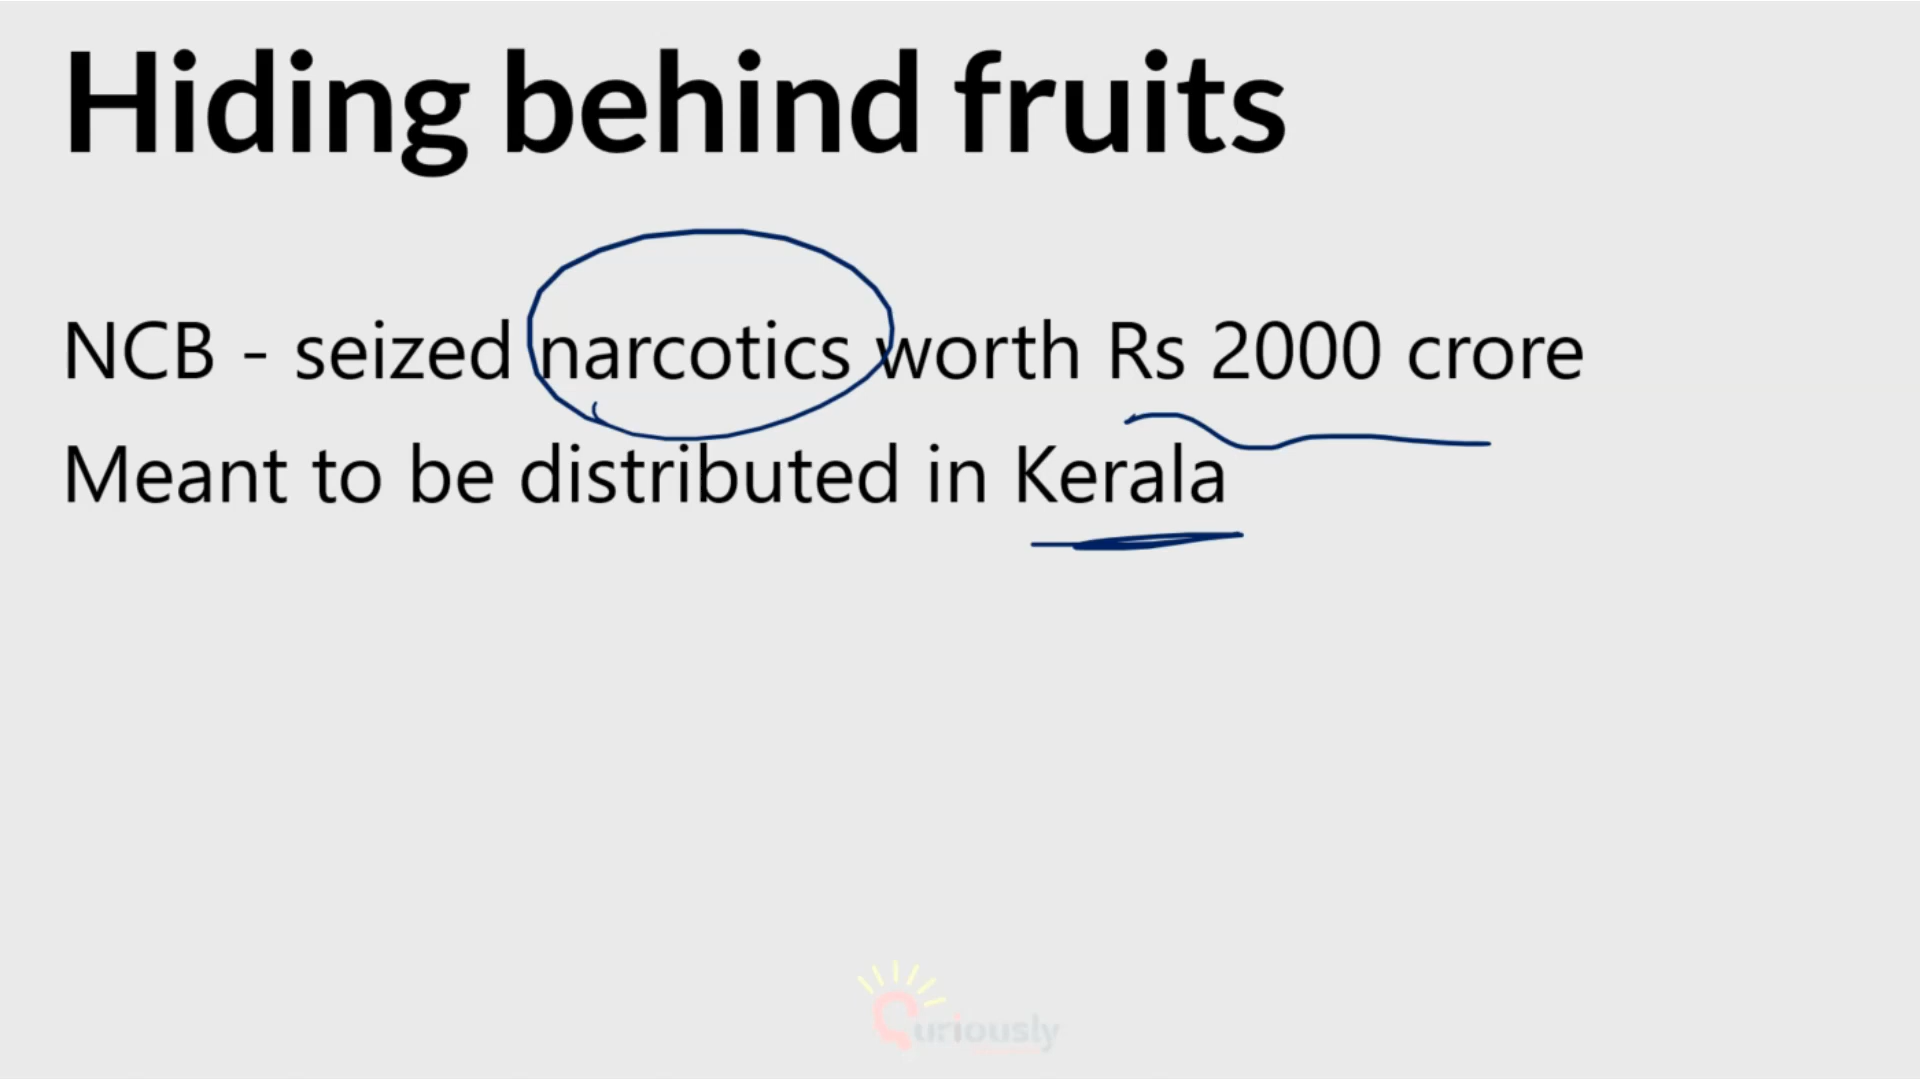 Hiding behind fruits
NCB - seized narcotics worth Rs 2000 crore
Meant to be distributed in Kerala
Curiously